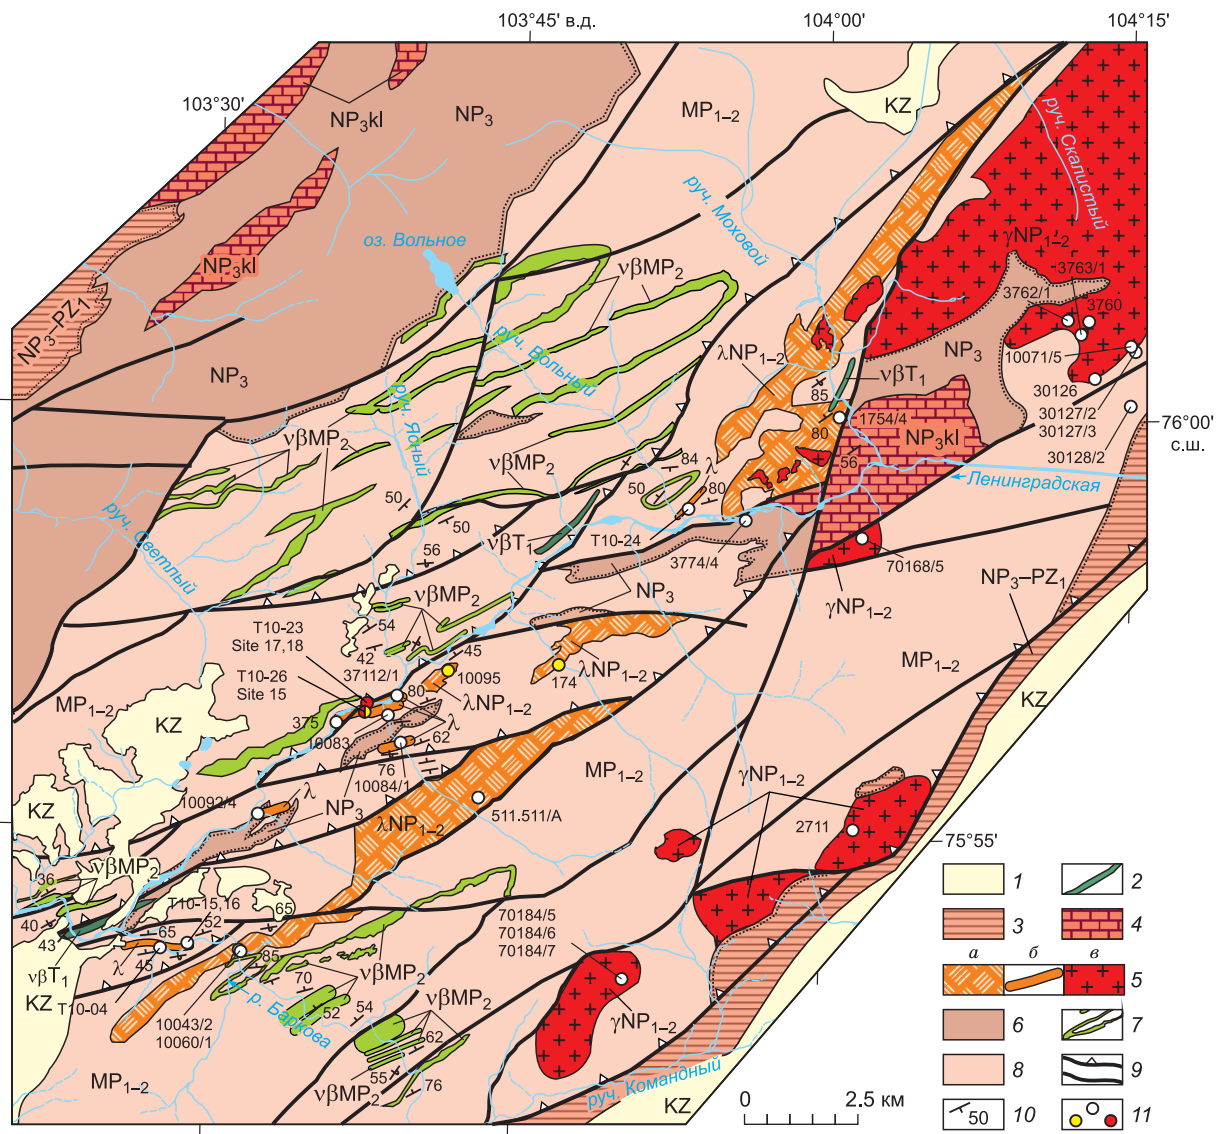 103°45' в.д.
104°00'
104°15'
103°30'
NP₃kl
NP₃
MP₁₋₂
KZ
руч. Скалистый
руч. Моховой
оз. Вольное
NP₃kl
νβMP₂
γNP₁₋₂
3763/1
3762/1
3760
NP₃–PZ1
NP₃
руч. Вольный
λNP₁₋₂
NP₃
10071/5
νβT₁
85
30126
30127/2
30127/3
30128/2
1754/4
80
76°00'
с.ш.
руч. Ясный
νβMP₂
νβMP₂
NP₃kl
56
84
λ
80
50
Ленинградская
50
50
руч. Светлый
νβT₁
T10-24
3774/4
70168/5
56
NP₃
γNP₁₋₂
NP₃–PZ₁
νβMP₂
T10-23
Site 17,18
54
42
45
37112/1
T10-26
Site 15
10095
174
λNP₁₋₂
MP₁₋₂
MP₁₋₂
KZ
KZ
80
λNP₁₋₂
375
λ
10083
62
76
10084/1
MP₁₋₂
γNP₁₋₂
10092/4
λ
NP₃
λNP₁₋₂
511.511/A
2711
75°55'
KZ
νβMP₂
36
T10-15,16
52
65
65
40
43
45
λ
νβT₁
KZ
T10-04
85
70
νβMP₂
70184/5
70184/6
70184/7
νβMP₂
54
52
62
10043/2
10060/1
р. Баркова
γNP₁₋₂
MP₁₋₂
νβMP₂
55
76
руч. Командный
KZ
0
2.5 км
1
2
3
4
а
б
в
5
6
7
8
9
50
10
11